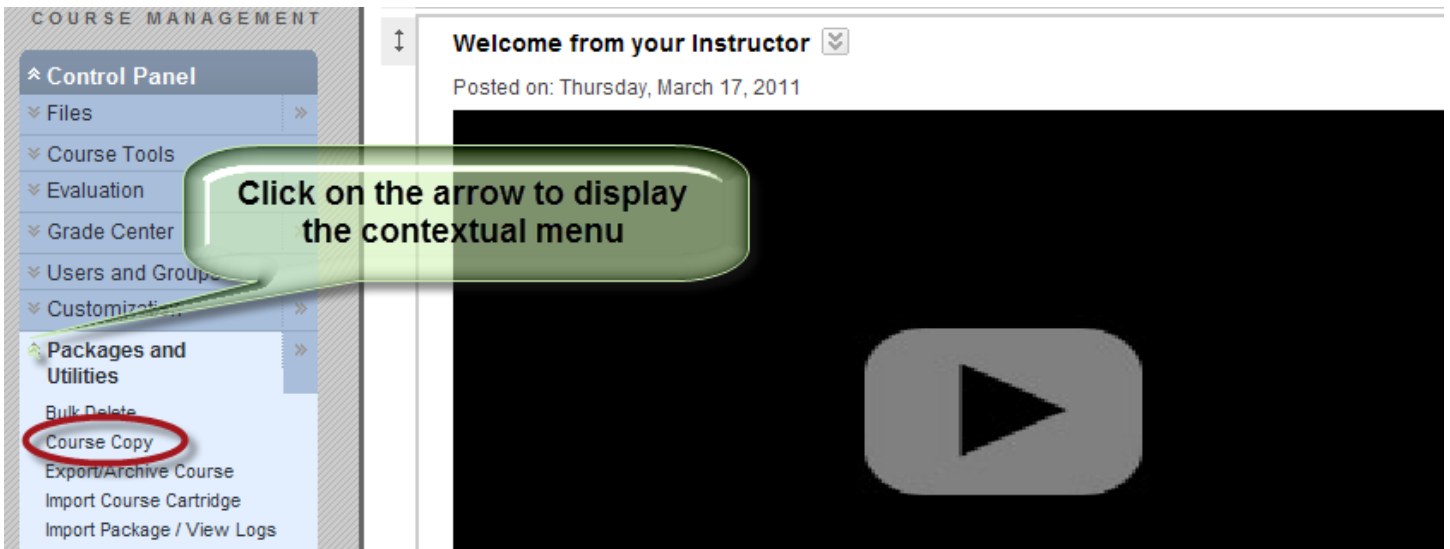 COURSE MANAGEMENT
Control Panel
Files
Course Tools
Evaluation
Grade Center
Users and Groups
Customization
Packages and
Utilities
Bulk Delete
Course Copy
Export/Archive Course
Import Course Cartridge
Import Package / View Logs
Click on the arrow to display
the contextual menu
Welcome from your Instructor
Posted on: Thursday, March 17, 2011